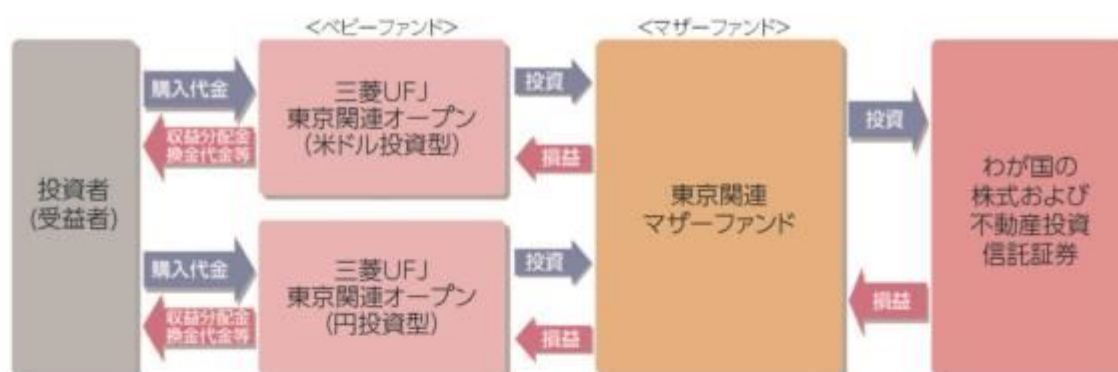 <ベビーファンド>
<マザーファンド>
投資者
(受益者)
購入代金
収益分配金
換金代金等
三菱UFJ
東京関連オープン
(米ドル投資型)
投資
損益
購入代金
収益分配金
換金代金等
三菱UFJ
東京関連オープン
(円投資型)
投資
損益
東京関連
マザーファンド
投資
損益
わが国の
株式および
不動産投資
信託証券